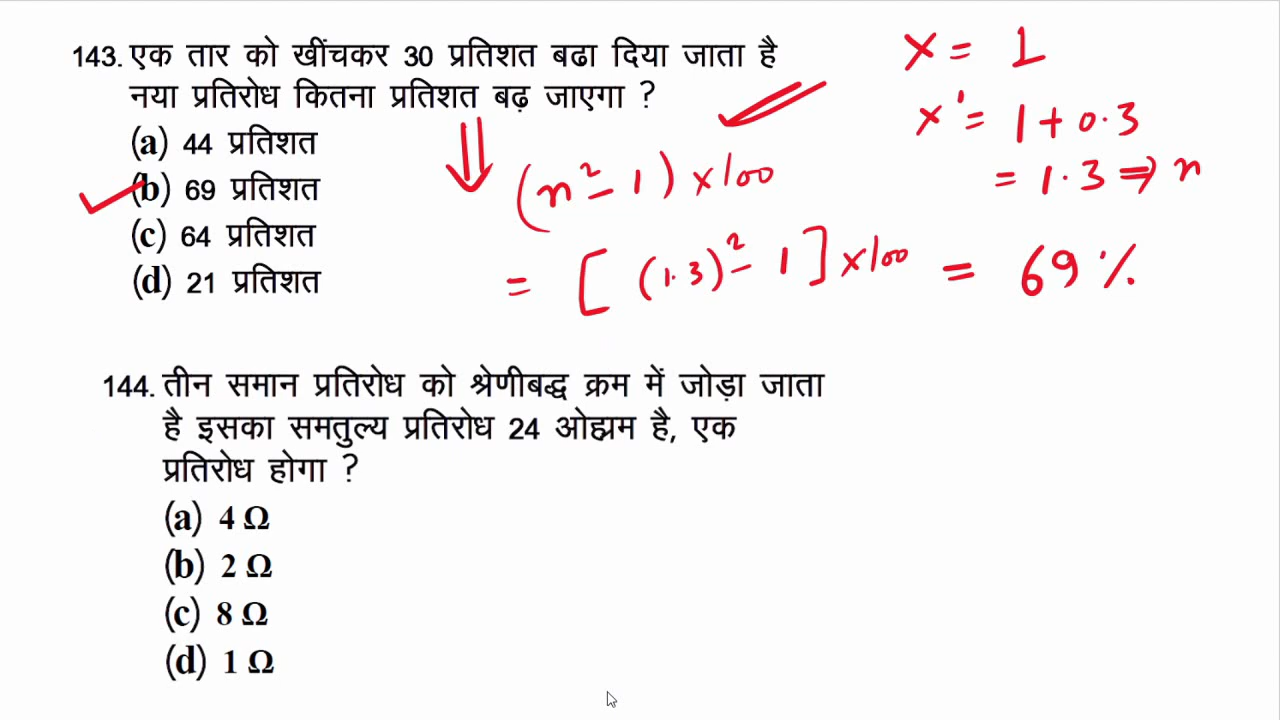 143. एक तार को खींचकर 30 प्रतिशत बढा दिया जाता है
नया प्रतिरोध कितना प्रतिशत बढ़ जाएगा ?
(a) 44 प्रतिशत
(b) 69 प्रतिशत
(c) 64 प्रतिशत
(d) 21 प्रतिशत
x = 1
x' = 1 + 0.3
= 1.3 ⇒ n
(n² - 1) × 100
= [(1.3)² - 1] × 100 = 69 %
144. तीन समान प्रतिरोध को श्रेणीबद्ध क्रम में जोड़ा जाता
है इसका समतुल्य प्रतिरोध 24 ओह्मम है, एक
प्रतिरोध होगा ?
(a) 4 Ω
(b) 2 Ω
(c) 8 Ω
(d) 1 Ω